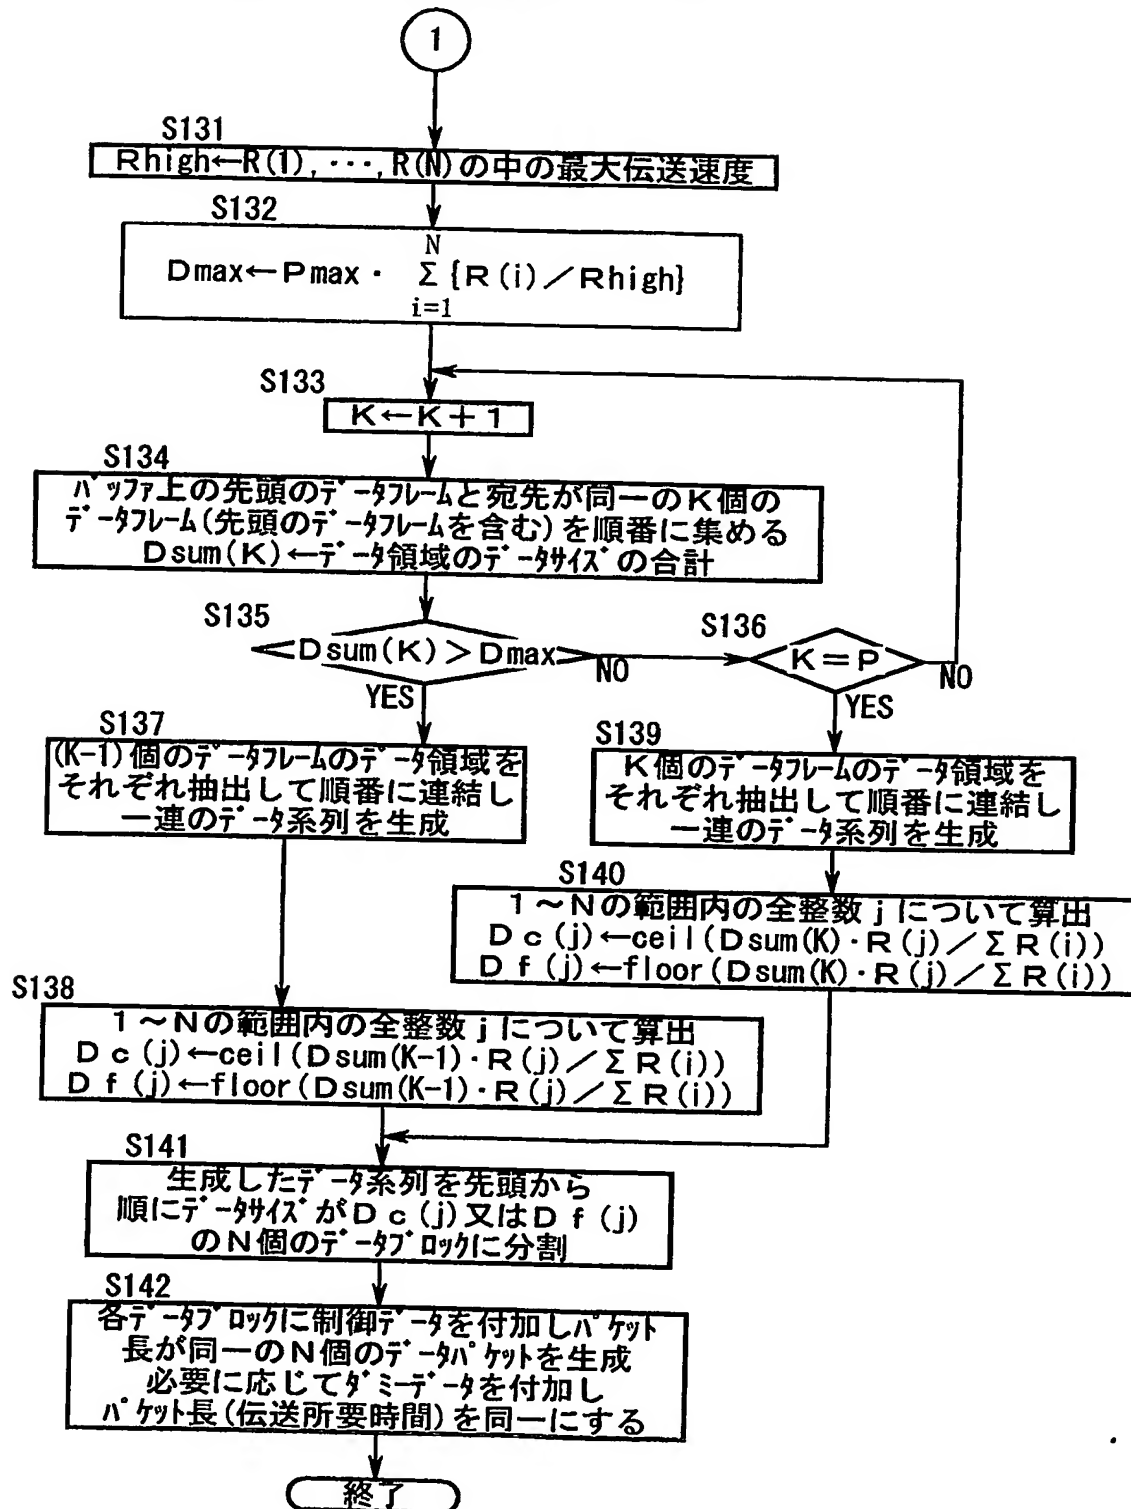 1
S131
Rhigh←R(1),･･･,R(N)の中の最大伝送速度
S132
N
Dmax←Pmax・ Σ{R(i)／Rhigh}
i=1
S133
K←K＋1
S134
ﾊﾞｯﾌｧ上の先頭のﾃﾞｰﾀﾌﾚｰﾑと宛先が同一のK個の
ﾃﾞｰﾀﾌﾚｰﾑ(先頭のﾃﾞｰﾀﾌﾚｰﾑを含む)を順番に集める
Dsum(K)←ﾃﾞｰﾀ領域のﾃﾞｰﾀｻｲｽﾞの合計
S135
Dsum(K)＞Dmax
NO
YES
S136
K＝P
NO
YES
S137
(K-1)個のﾃﾞｰﾀﾌﾚｰﾑのﾃﾞｰﾀ領域を
それぞれ抽出して順番に連結し
一連のﾃﾞｰﾀ系列を生成
S139
K個のﾃﾞｰﾀﾌﾚｰﾑのﾃﾞｰﾀ領域を
それぞれ抽出して順番に連結し
一連のﾃﾞｰﾀ系列を生成
S140
1～Nの範囲内の全整数jについて算出
Dc(j)←ceil(Dsum(K)･R(j)／ΣR(i))
Df(j)←floor(Dsum(K)･R(j)／ΣR(i))
S138
1～Nの範囲内の全整数jについて算出
Dc(j)←ceil(Dsum(K-1)･R(j)／ΣR(i))
Df(j)←floor(Dsum(K-1)･R(j)／ΣR(i))
S141
生成したﾃﾞｰﾀ系列を先頭から
順にﾃﾞｰﾀｻｲｽﾞがDc(j)又はDf(j)
のN個のﾃﾞｰﾀﾌﾞﾛｯｸに分割
S142
各ﾃﾞｰﾀﾌﾞﾛｯｸに制御ﾃﾞｰﾀを付加しﾊﾟｹｯﾄ
長が同一のN個のﾃﾞｰﾀﾊﾟｹｯﾄを生成
必要に応じてﾀﾞﾐｰﾃﾞｰﾀを付加し
ﾊﾟｹｯﾄ長(伝送所要時間)を同一にする
終了